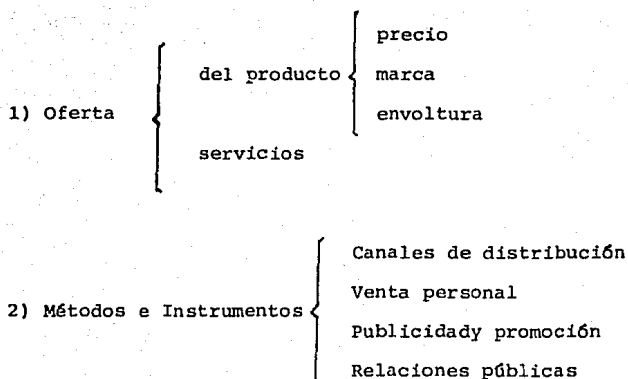 precio
del producto
marca
1) Oferta
envoltura
servicios
Canales de distribución
Venta personal
2) Métodos e Instrumentos
Publicidady promoción
Relaciones públicas